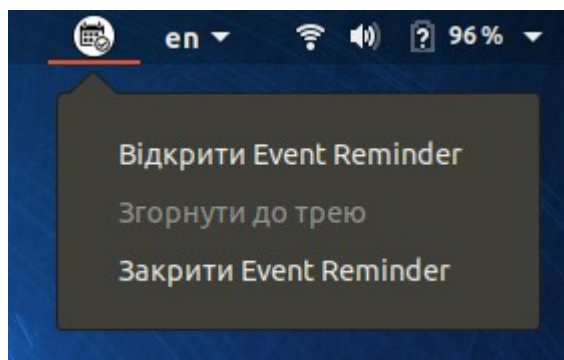 en 96 %
Відкрити Event Reminder
Згорнути до трею
Закрити Event Reminder